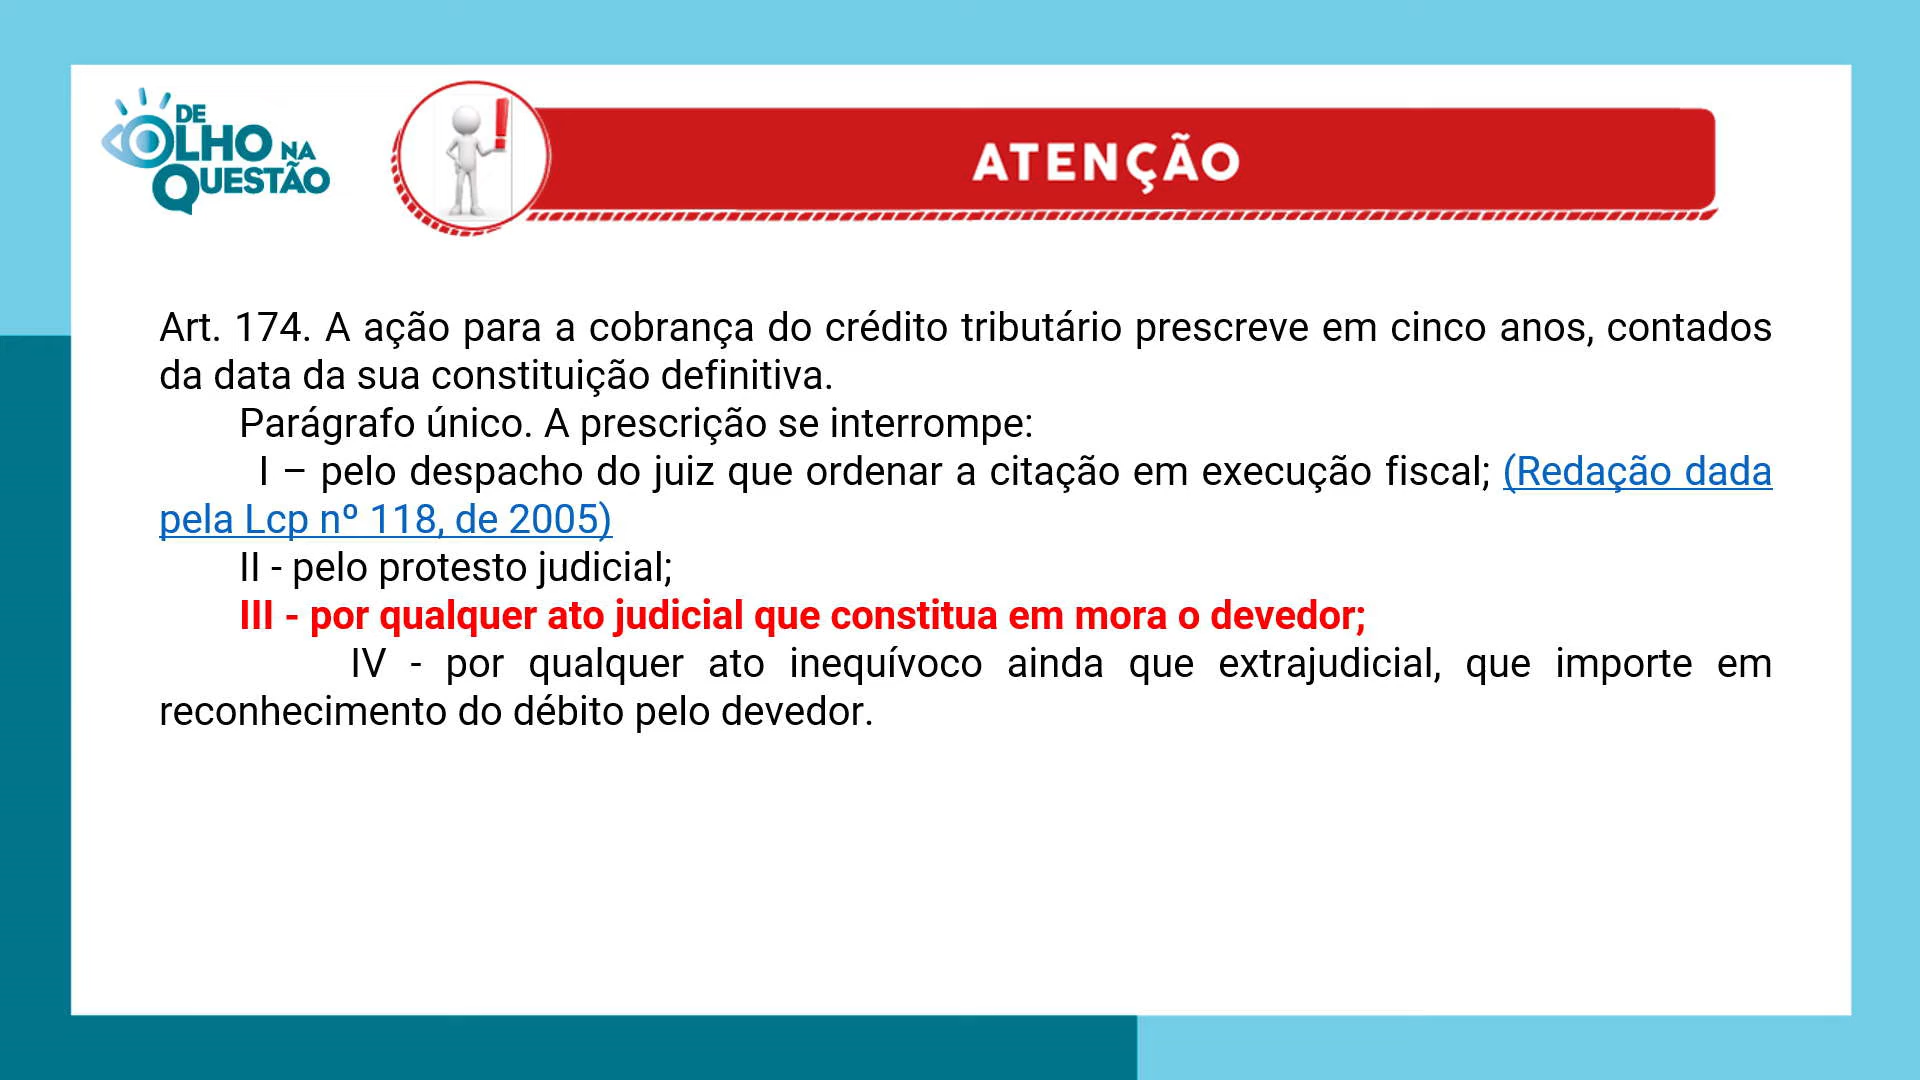 DE
OLHO NA
QUESTÃO
ATENÇÃO
Art. 174. A ação para a cobrança do crédito tributário prescreve em cinco anos, contados
da data da sua constituição definitiva.
Parágrafo único. A prescrição se interrompe:
I – pelo despacho do juiz que ordenar a citação em execução fiscal; (Redação dada
pela Lcp nº 118, de 2005)
II - pelo protesto judicial;
III - por qualquer ato judicial que constitua em mora o devedor;
IV - por qualquer ato inequívoco ainda que extrajudicial, que importe em
reconhecimento do débito pelo devedor.